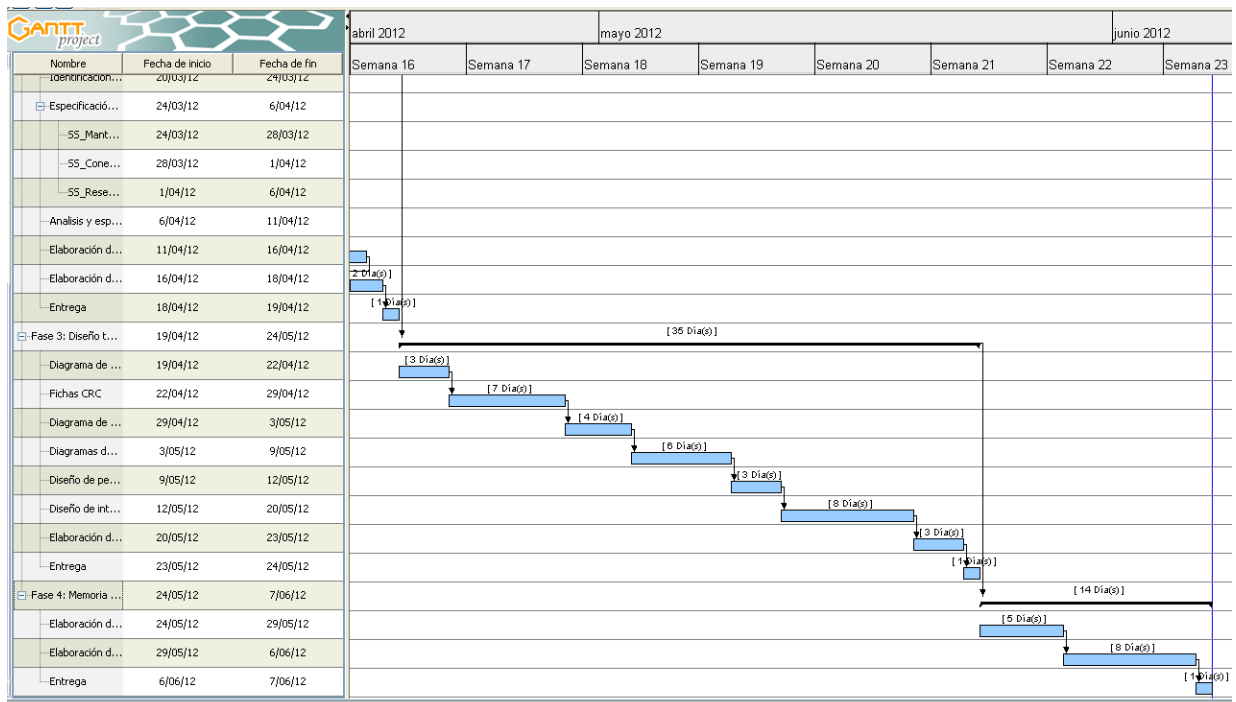 GANTT
project
abril 2012 mayo 2012 junio 2012
Nombre Fecha de inicio Fecha de fin Semana 16 Semana 17 Semana 18 Semana 19 Semana 20 Semana 21 Semana 22 Semana 23
Identificación... 20/03/12 24/03/12
Especificació... 24/03/12 6/04/12
SS_Mant... 24/03/12 28/03/12
SS_Cone... 28/03/12 1/04/12
SS_Rese... 1/04/12 6/04/12
Analisis y esp... 6/04/12 11/04/12
Elaboración d... 11/04/12 16/04/12
Elaboración d... 16/04/12 18/04/12 2 Día(s) ]
Entrega 18/04/12 19/04/12 [ 1 Día(s) ]
Fase 3: Diseño t... 19/04/12 24/05/12 [ 35 Día(s) ]
Diagrama de ... 19/04/12 22/04/12 [ 3 Día(s) ]
Fichas CRC 22/04/12 29/04/12 [ 7 Día(s) ]
Diagrama de ... 29/04/12 3/05/12 [ 4 Día(s) ]
Diagramas d... 3/05/12 9/05/12 [ 6 Día(s) ]
Diseño de pe... 9/05/12 12/05/12 [ 3 Día(s) ]
Diseño de int... 12/05/12 20/05/12 [ 8 Día(s) ]
Elaboración d... 20/05/12 23/05/12 [ 3 Día(s) ]
Entrega 23/05/12 24/05/12 [ 1 Día(s) ]
Fase 4: Memoria ... 24/05/12 7/06/12 [ 14 Día(s) ]
Elaboración d... 24/05/12 29/05/12 [ 5 Día(s) ]
Elaboración d... 29/05/12 6/06/12 [ 8 Día(s) ]
Entrega 6/06/12 7/06/12 [ 1 Día(s) ]